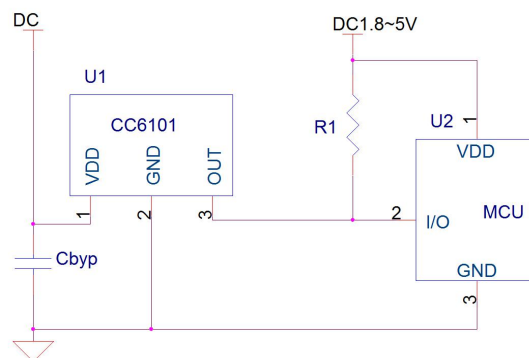 DC
DC1.8~5V
U1
CC6101
VDD
GND
OUT
1
2
3
Cbyp
R1
U2
1
VDD
2
I/O
MCU
GND
3